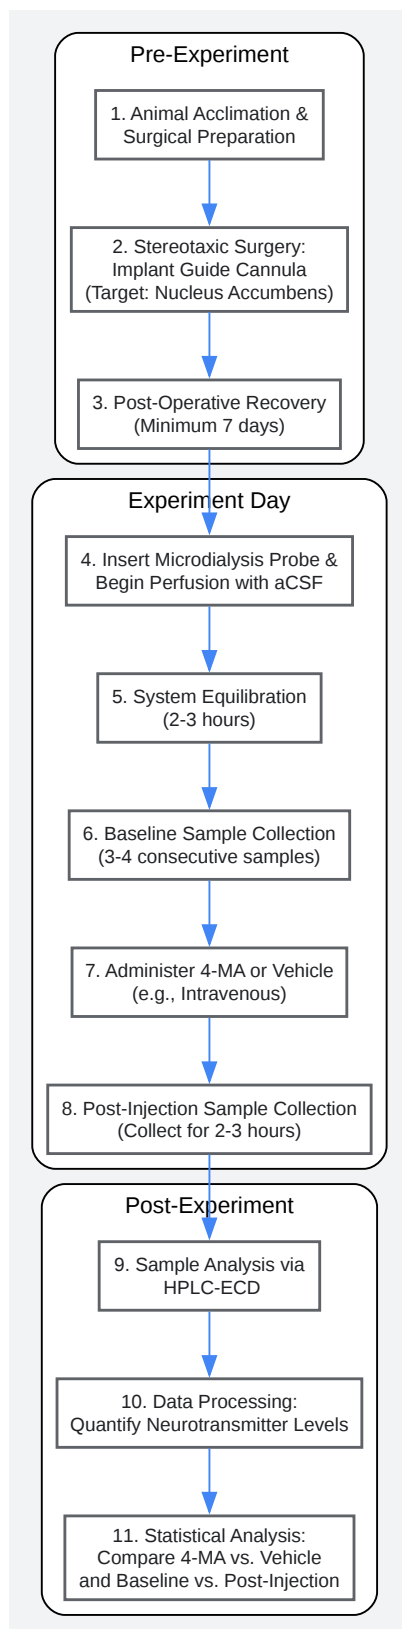 Pre-Experiment
1. Animal Acclimation &
Surgical Preparation
2. Stereotaxic Surgery:
Implant Guide Cannula
(Target: Nucleus Accumbens)
3. Post-Operative Recovery
(Minimum 7 days)
Experiment Day
4. Insert Microdialysis Probe &
Begin Perfusion with aCSF
5. System Equilibration
(2-3 hours)
6. Baseline Sample Collection
(3-4 consecutive samples)
7. Administer 4-MA or Vehicle
(e.g., Intravenous)
8. Post-Injection Sample Collection
(Collect for 2-3 hours)
Post-Experiment
9. Sample Analysis via
HPLC-ECD
10. Data Processing:
Quantify Neurotransmitter Levels
11. Statistical Analysis:
Compare 4-MA vs. Vehicle
and Baseline vs. Post-Injection